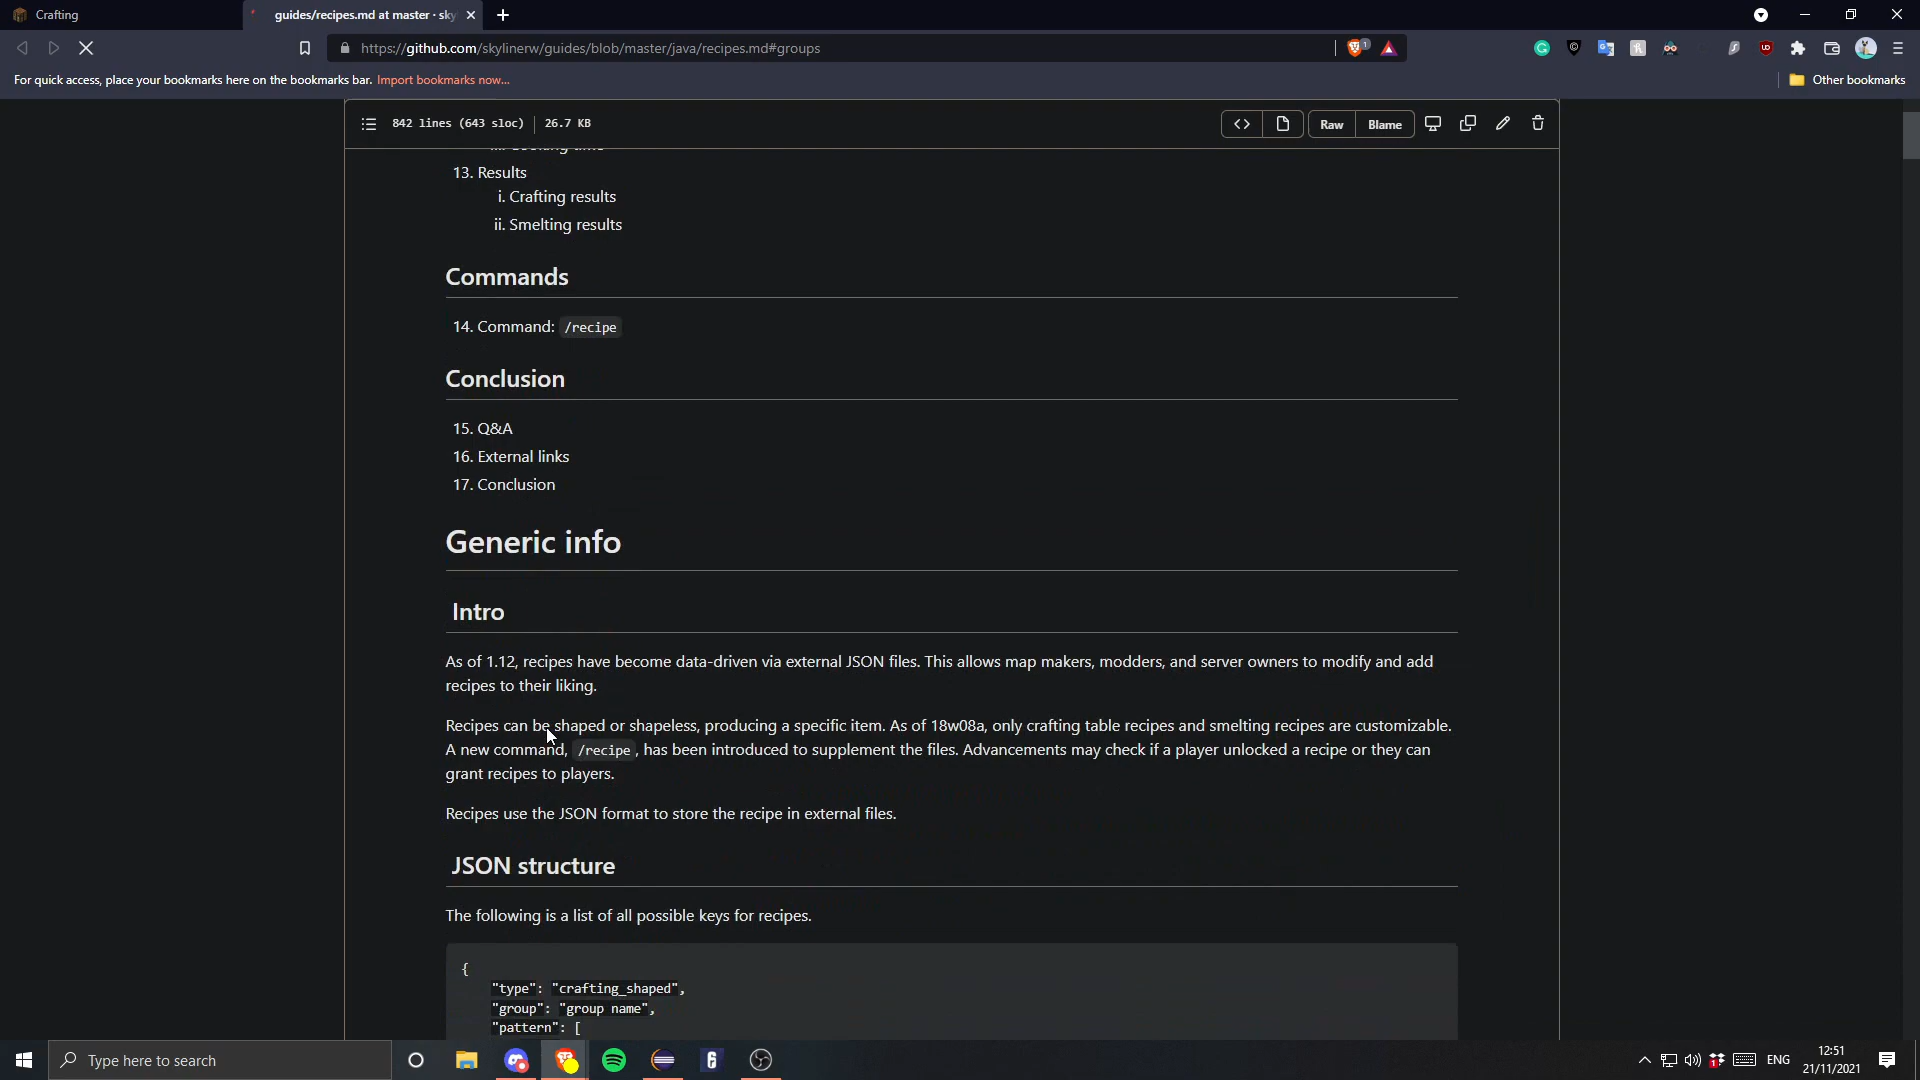 Crafting
guides/recipes.md at master · sky
https://github.com/skylinerw/guides/blob/master/java/recipes.md#groups
1
For quick access, place your bookmarks here on the bookmarks bar. Import bookmarks now...
Other bookmarks
842 lines (643 sloc) 26.7 KB
Raw Blame
13. Results
i. Crafting results
ii. Smelting results
Commands
14. Command: /recipe
Conclusion
15. Q&A
16. External links
17. Conclusion
Generic info
Intro
As of 1.12, recipes have become data-driven via external JSON files. This allows map makers, modders, and server owners to modify and add
recipes to their liking.
Recipes can be shaped or shapeless, producing a specific item. As of 18w08a, only crafting table recipes and smelting recipes are customizable.
A new command, /recipe, has been introduced to supplement the files. Advancements may check if a player unlocked a recipe or they can
grant recipes to players.
Recipes use the JSON format to store the recipe in external files.
JSON structure
The following is a list of all possible keys for recipes.
{
"type": "crafting_shaped",
"group": "group name",
"pattern": [
Type here to search
ENG
12:51
21/11/2021